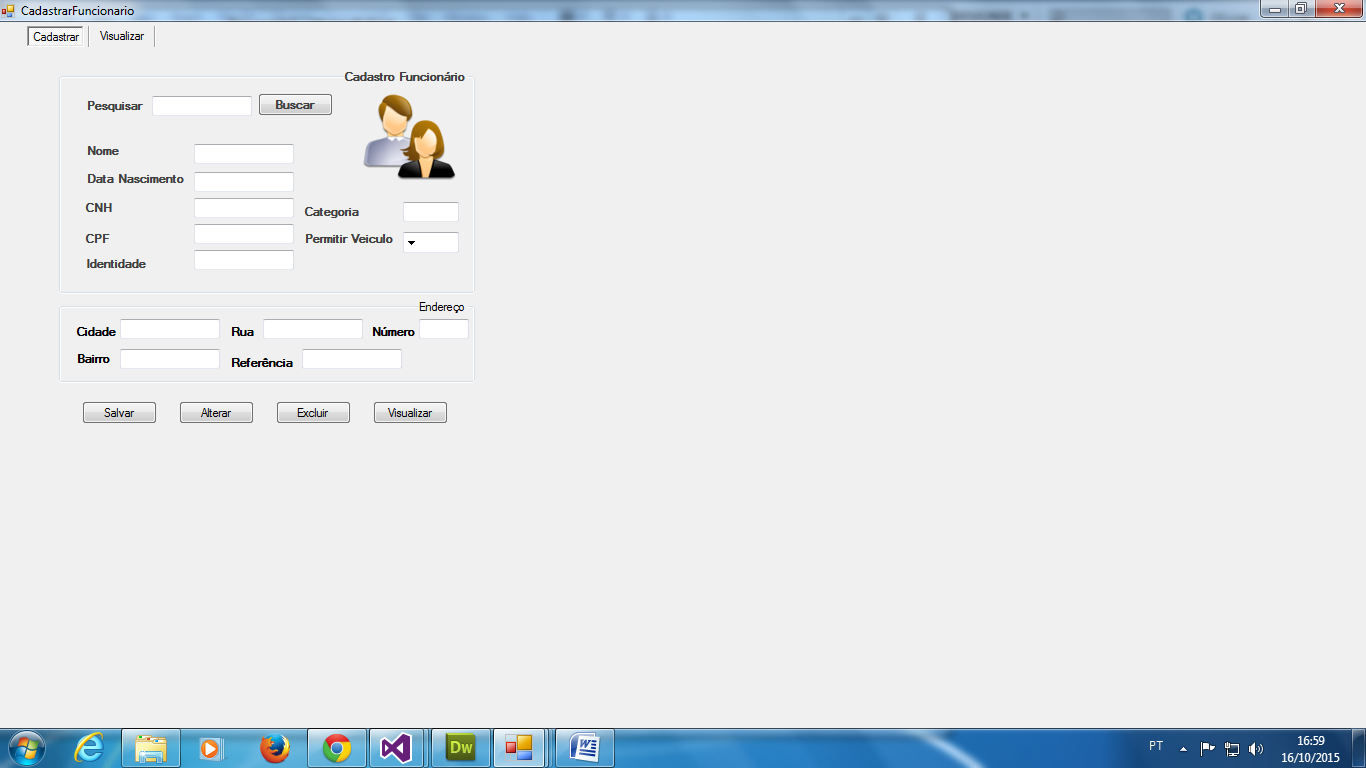 CadastrarFuncionario
Cadastrar Visualizar
Cadastro Funcionário
Pesquisar Buscar
Nome
Data Nascimento
CNH Categoria
CPF Permitir Veiculo
Identidade
Endereço
Cidade Rua Número
Bairro Referência
Salvar Alterar Excluir Visualizar
Dw
PT 16:59
16/10/2015